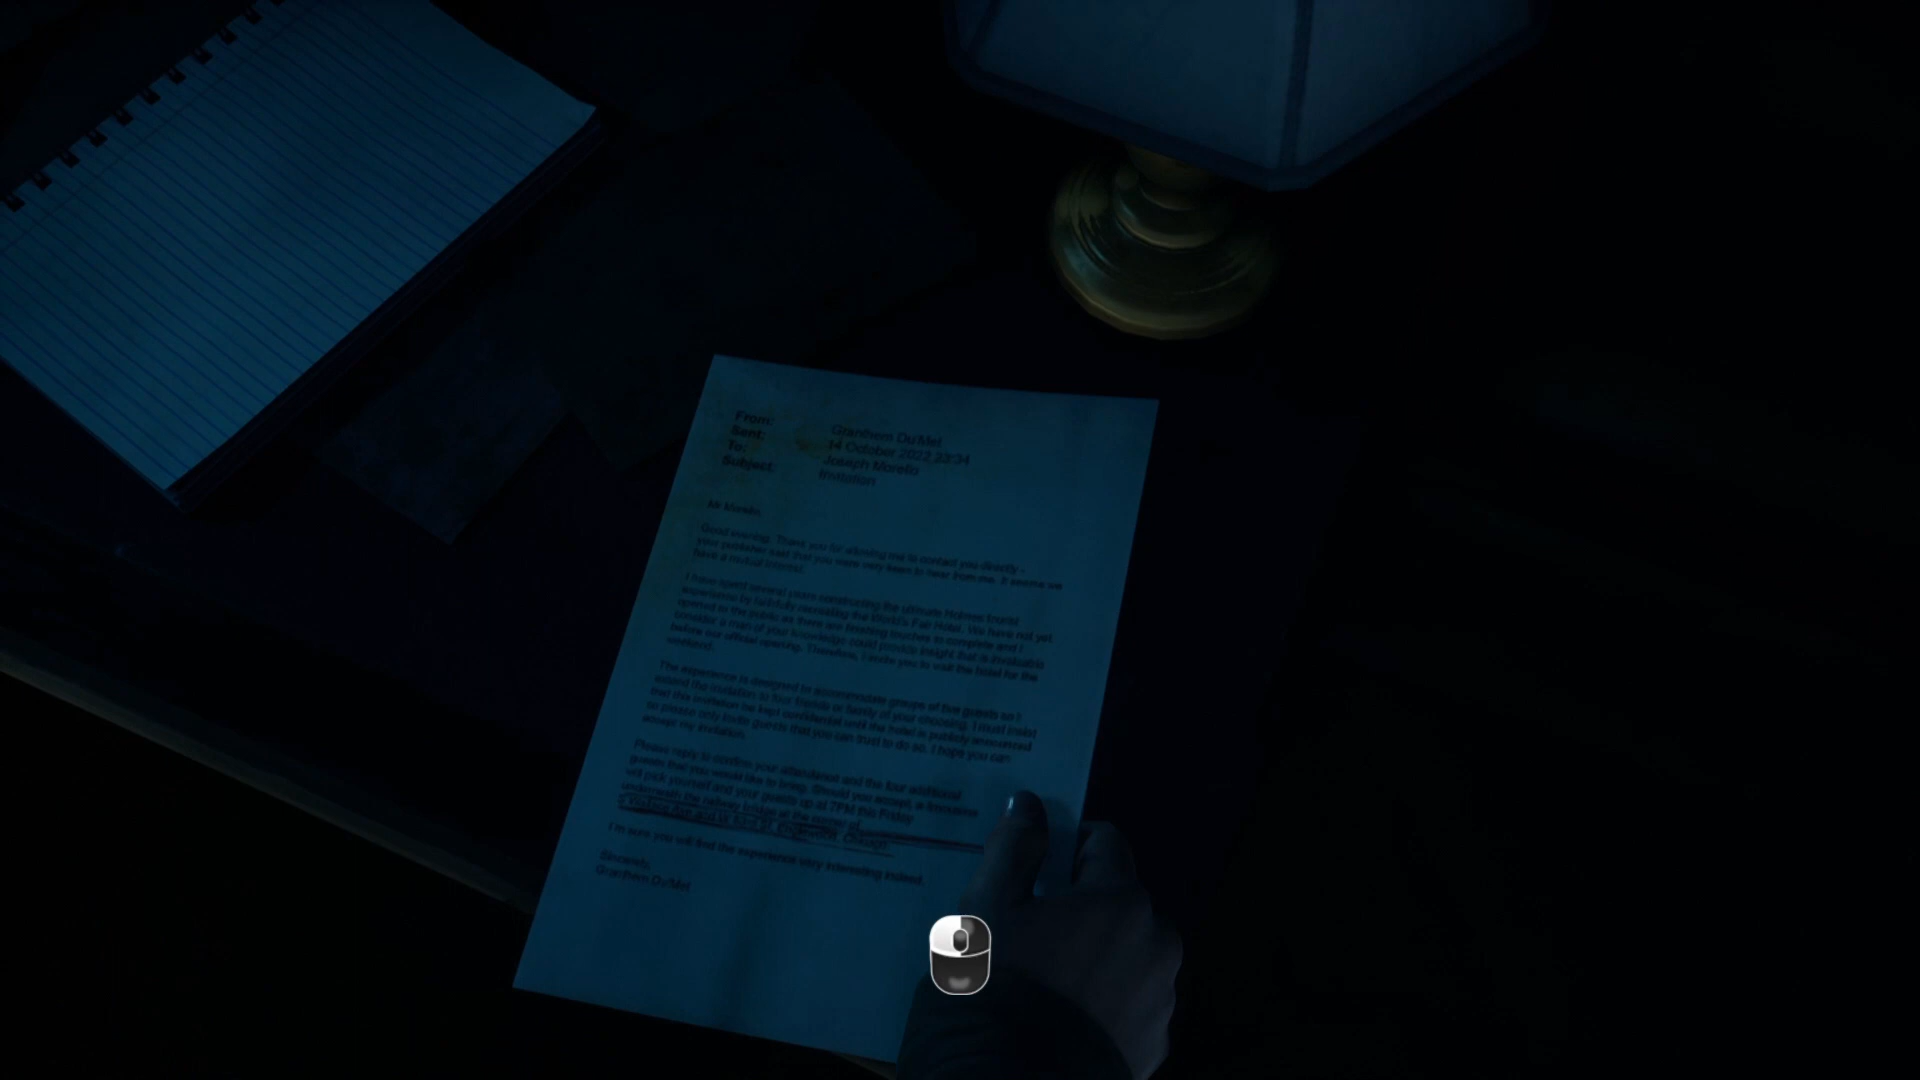 From: Granthem Du'Met
Sent: 14 October 2022 22:34
To: Joseph Morello
Subject: Invitation
Mr Morello,
Good evening. Thank you for allowing me to contact you directly -
your publisher said that you were very keen to hear from me. It seems we
have a mutual interest.
I have spent several years constructing the ultimate Holmes tourist
experience by faithfully recreating the World's Fair Hotel. We have not yet
opened to the public as there are finishing touches to complete and I
consider a man of your knowledge could provide insight that is invaluable
before our official opening. Therefore, I invite you to visit the hotel for the
weekend.
The experience is designed to accommodate groups of five guests so I
extend the invitation to four friends or family of your choosing. I must insist
that this invitation be kept confidential until the hotel is publicly announced
so please only invite guests that you can trust to do so. I hope you can
accept my invitation.
Please reply to confirm your attendance and the four additional
guests that you would like to bring. Should you accept, a limousine
will pick yourself and your guests up at 7PM this Friday
underneath the railway bridge at the corner of
Ave and W 63rd St, Englewood, Chicago.
I'm sure you will find the experience very interesting indeed.
Sincerely,
Granthem Du'Met